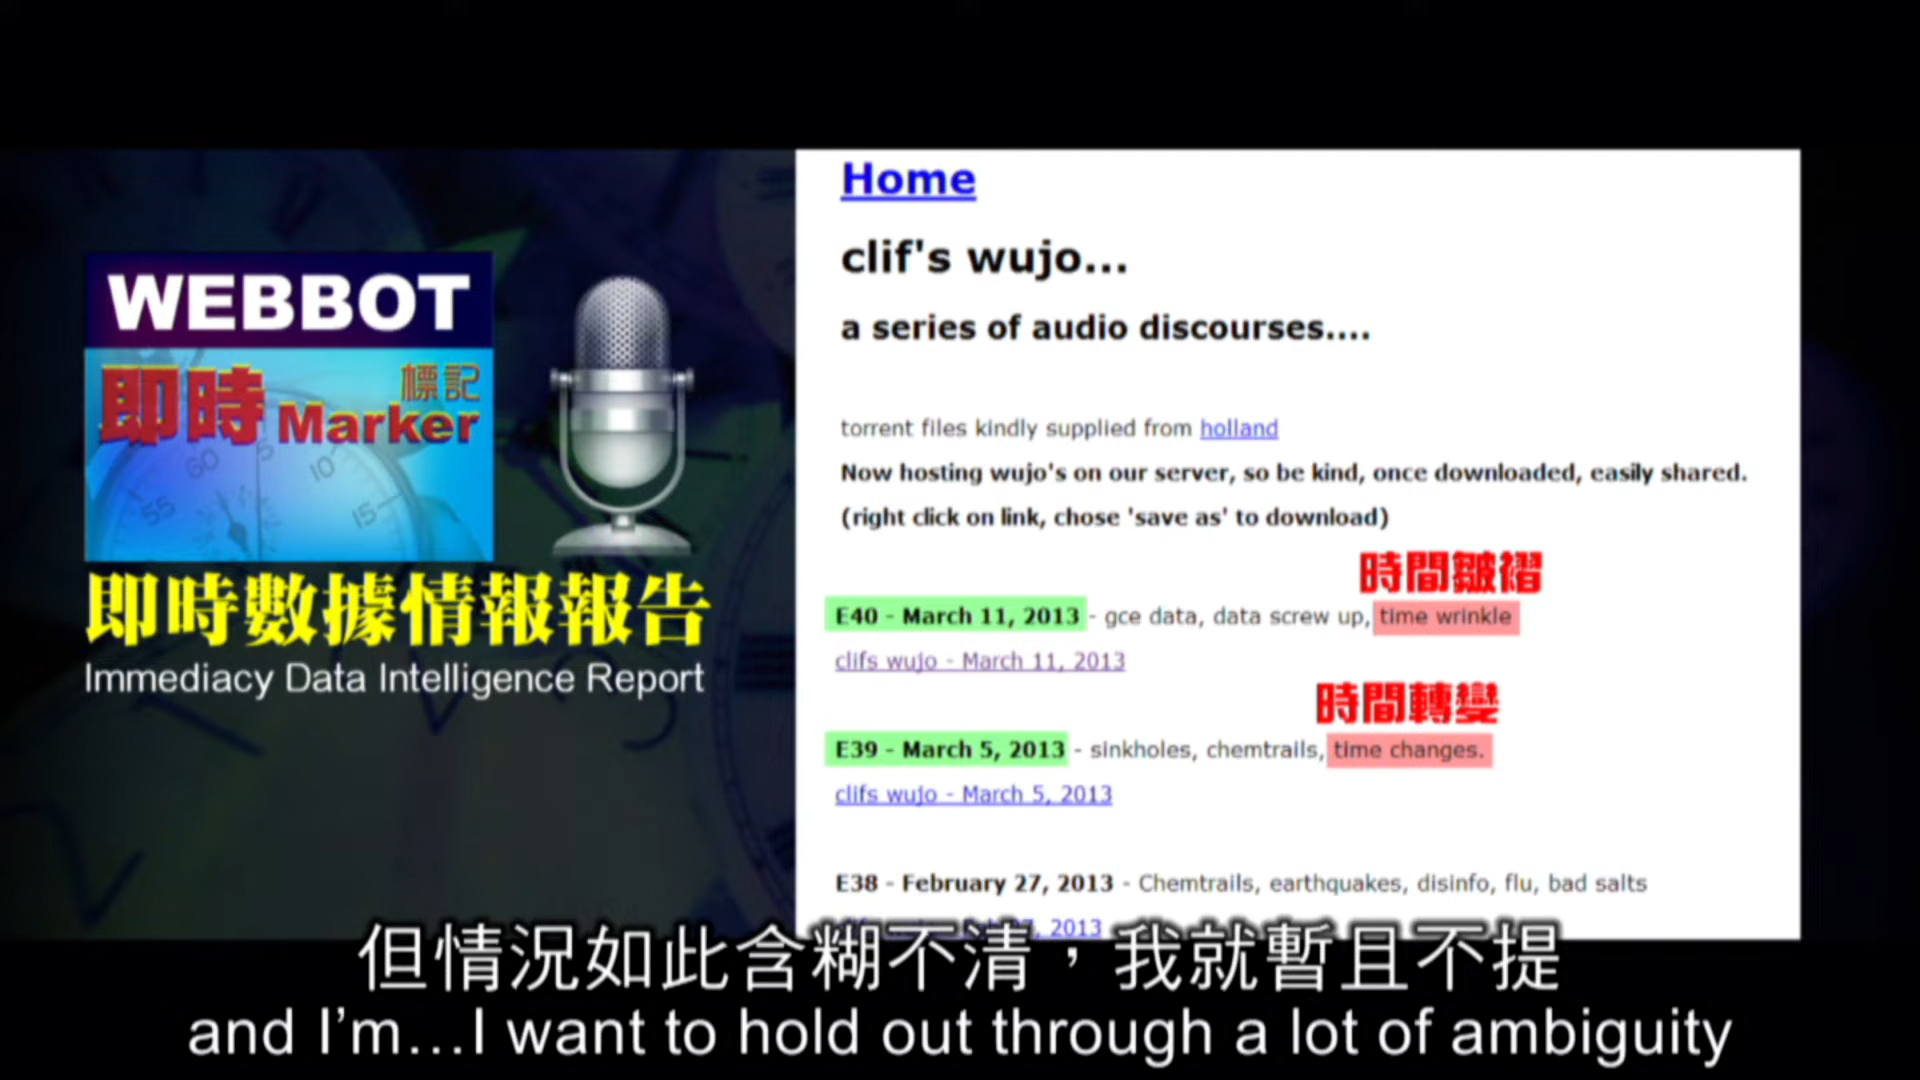 WEBBOT
即時 標記
Marker
60 5 10
55 15
即時數據情報報告
Immediacy Data Intelligence Report
Home
clif's wujo...
a series of audio discourses....
torrent files kindly supplied from holland
Now hosting wujo's on our server, so be kind, once downloaded, easily shared.
(right click on link, chose 'save as' to download)
時間皺褶
E40 - March 11, 2013 - gce data, data screw up, time wrinkle
clifs wujo - March 11, 2013
時間轉變
E39 - March 5, 2013 - sinkholes, chemtrails, time changes.
clifs wujo - March 5, 2013
E38 - February 27, 2013 - Chemtrails, earthquakes, disinfo, flu, bad salts
2013
但情況如此含糊不清，我就暫且不提
and I'm...I want to hold out through a lot of ambiguity